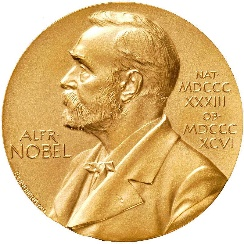 ALFR·
NOBEL
NAT·
MDCCC
XXXIII
OB·
MDCCC
XCVI